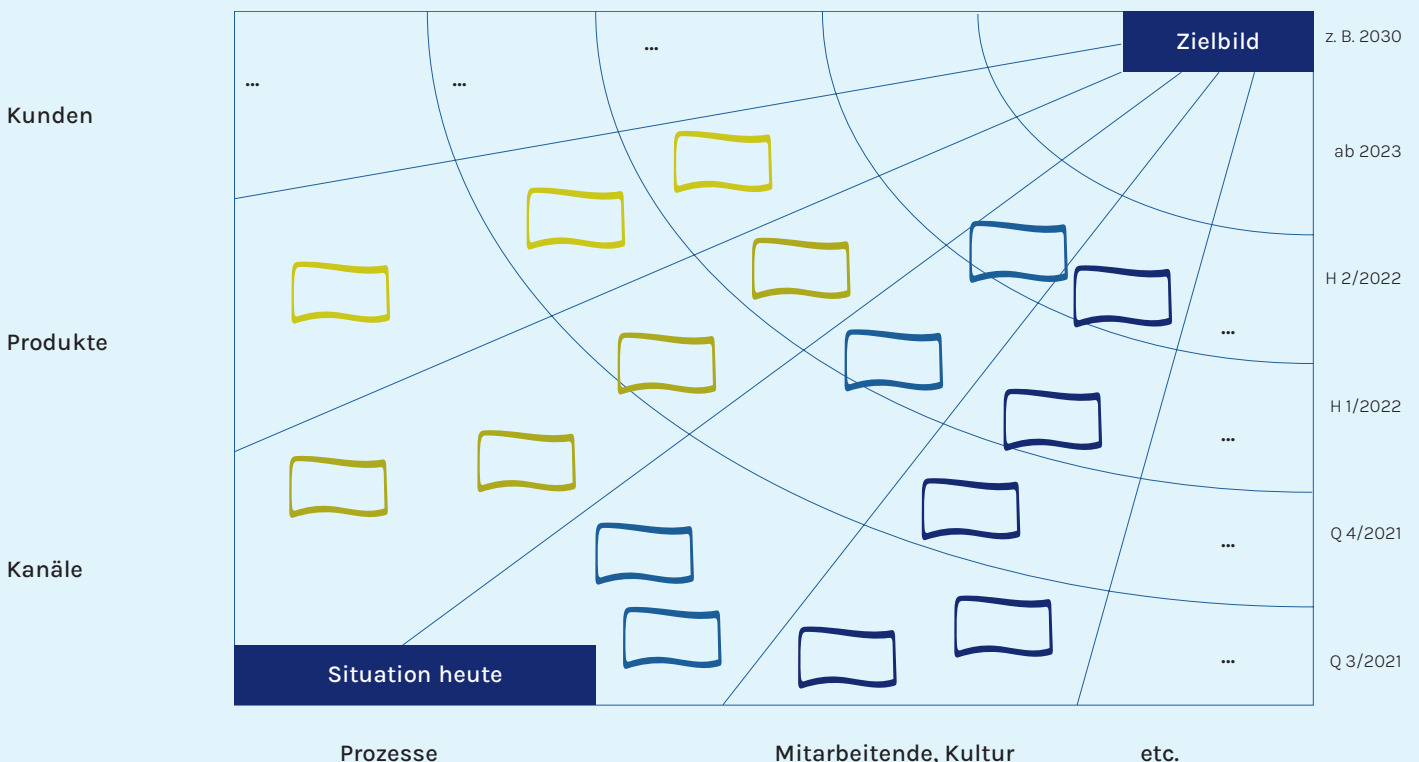 Zielbild
z. B. 2030
...
...
...
Kunden
ab 2023
H 2/2022
...
Produkte
H 1/2022
...
Q 4/2021
...
Kanäle
Situation heute
...
Q 3/2021
Prozesse
Mitarbeitende, Kultur
etc.